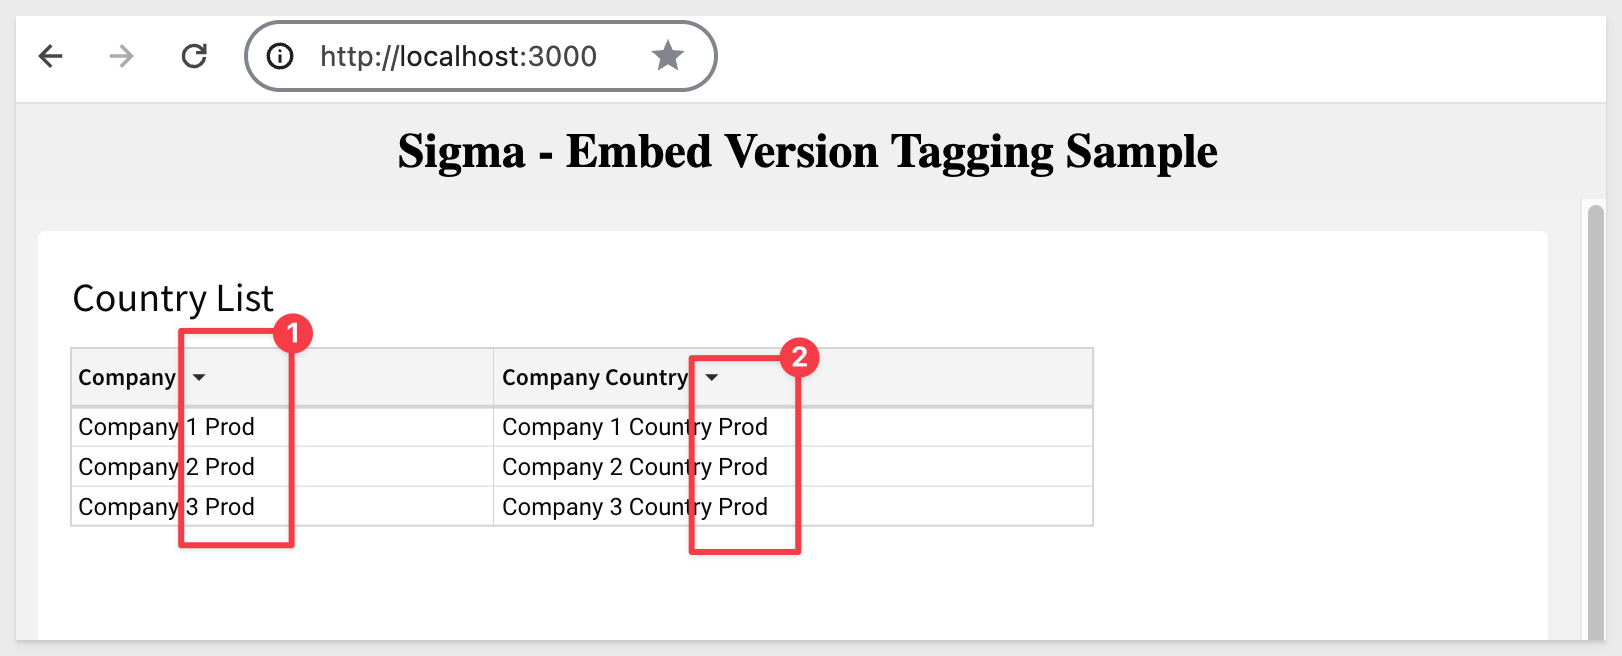 http://localhost:3000
Sigma - Embed Version Tagging Sample
Country List
1
2
Company Company Country
Company 1 Prod Company 1 Country Prod
Company 2 Prod Company 2 Country Prod
Company 3 Prod Company 3 Country Prod